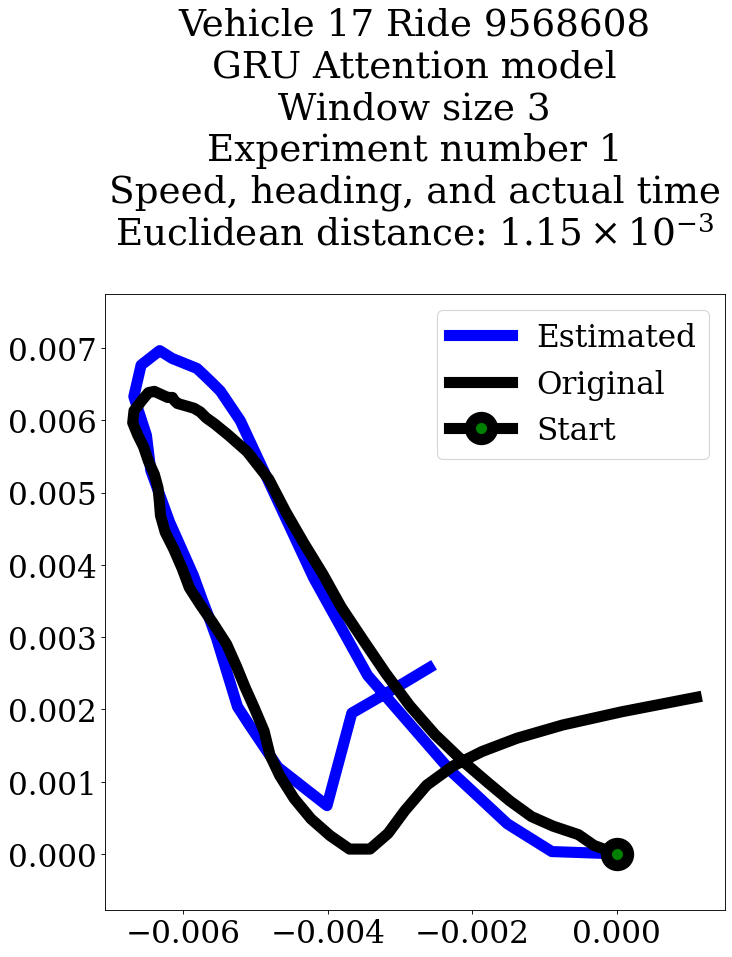 Vehicle 17 Ride 9568608
GRU Attention model
Window size 3
Experiment number 1
Speed, heading, and actual time
Euclidean distance: 1.15 × 10⁻³
Estimated
Original
Start
0.007
0.006
0.005
0.004
0.003
0.002
0.001
0.000
−0.006 −0.004 −0.002 0.000